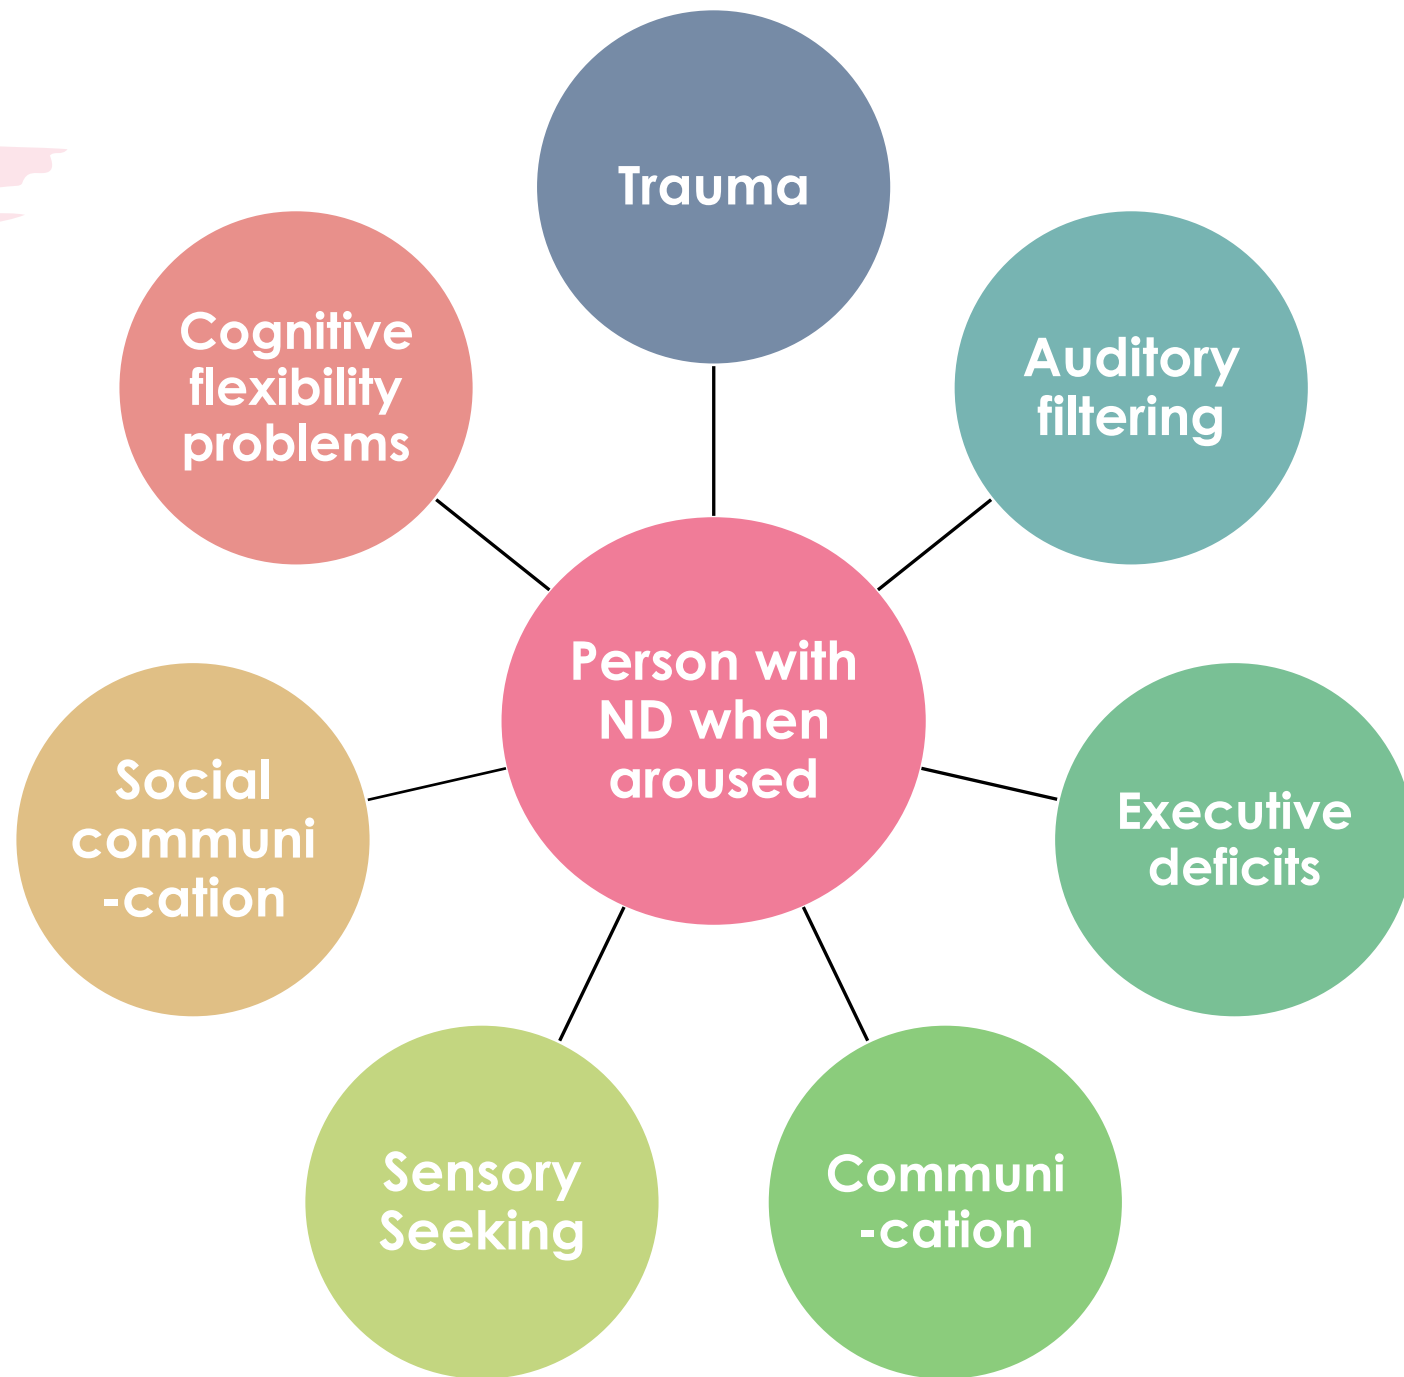 Trauma
Cognitive
flexibility
problems
Auditory
filtering
Person with
ND when
aroused
Social
communi
-cation
Executive
deficits
Sensory
Seeking
Communi
-cation